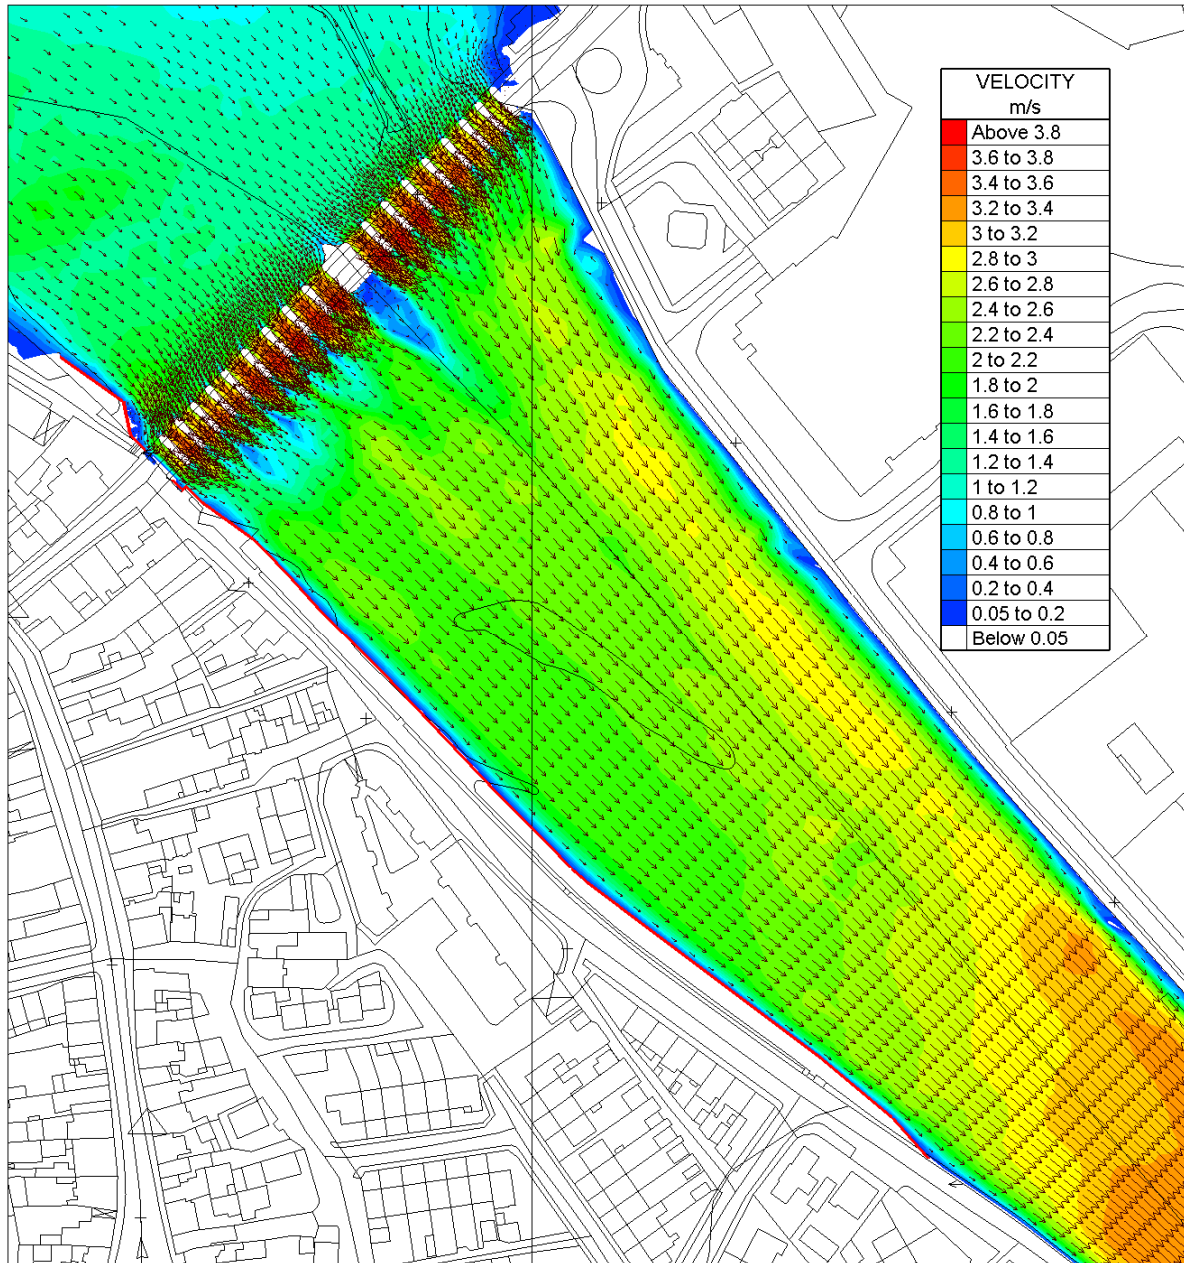 VELOCITY
m/s
Above 3.8
3.6 to 3.8
3.4 to 3.6
3.2 to 3.4
3 to 3.2
2.8 to 3
2.6 to 2.8
2.4 to 2.6
2.2 to 2.4
2 to 2.2
1.8 to 2
1.6 to 1.8
1.4 to 1.6
1.2 to 1.4
1 to 1.2
0.8 to 1
0.6 to 0.8
0.4 to 0.6
0.2 to 0.4
0.05 to 0.2
Below 0.05